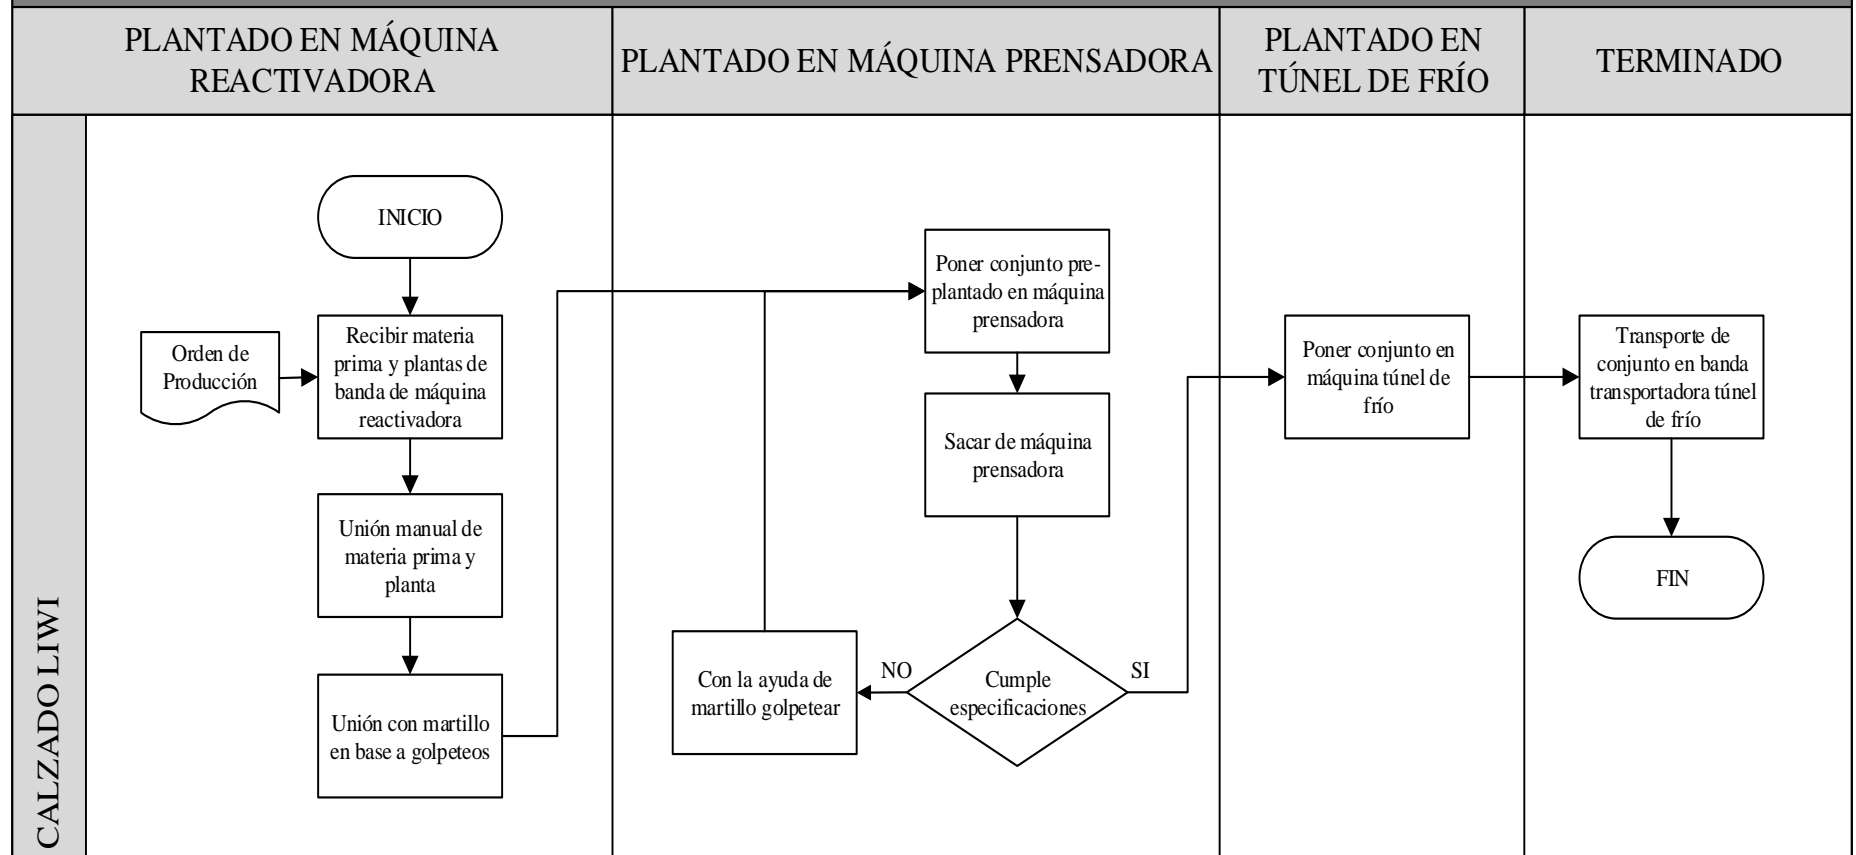 PLANTADO EN MÁQUINA
REACTIVADORA
PLANTADO EN MÁQUINA PRENSADORA
PLANTADO EN
TÚNEL DE FRÍO
TERMINADO
CALZADO LIWI
INICIO
Orden de
Producción
Recibir materia
prima y plantas de
banda de máquina
reactivadora
Unión manual de
materia prima y
planta
Unión con martillo
en base a golpeteos
Poner conjunto pre-
plantado en máquina
prensadora
Sacar de máquina
prensadora
Cumple
especificaciones
NO
SI
Con la ayuda de
martillo golpetear
Poner conjunto en
máquina túnel de
frío
Transporte de
conjunto en banda
transportadora túnel
de frío
FIN